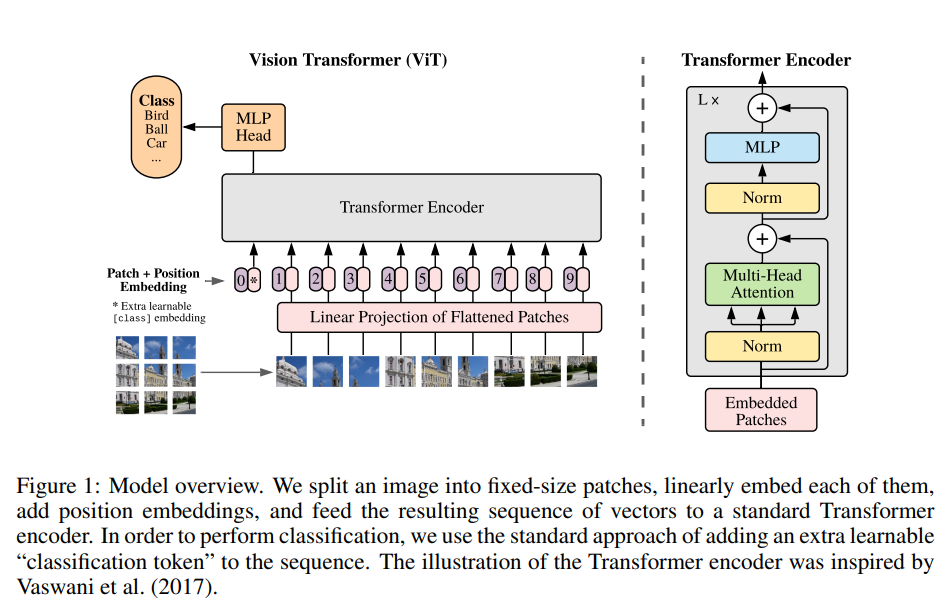 Vision Transformer (ViT)
Class
Bird
Ball
Car
...
MLP
Head
Transformer Encoder
Patch + Position
Embedding
* Extra learnable
[class] embedding
0 * 1 2 3 4 5 6 7 8 9
Linear Projection of Flattened Patches
Transformer Encoder
L x
+
MLP
Norm
+
Multi-Head
Attention
Norm
Embedded
Patches
Figure 1: Model overview. We split an image into fixed-size patches, linearly embed each of them,
add position embeddings, and feed the resulting sequence of vectors to a standard Transformer
encoder. In order to perform classification, we use the standard approach of adding an extra learnable
“classification token” to the sequence. The illustration of the Transformer encoder was inspired by
Vaswani et al. (2017).